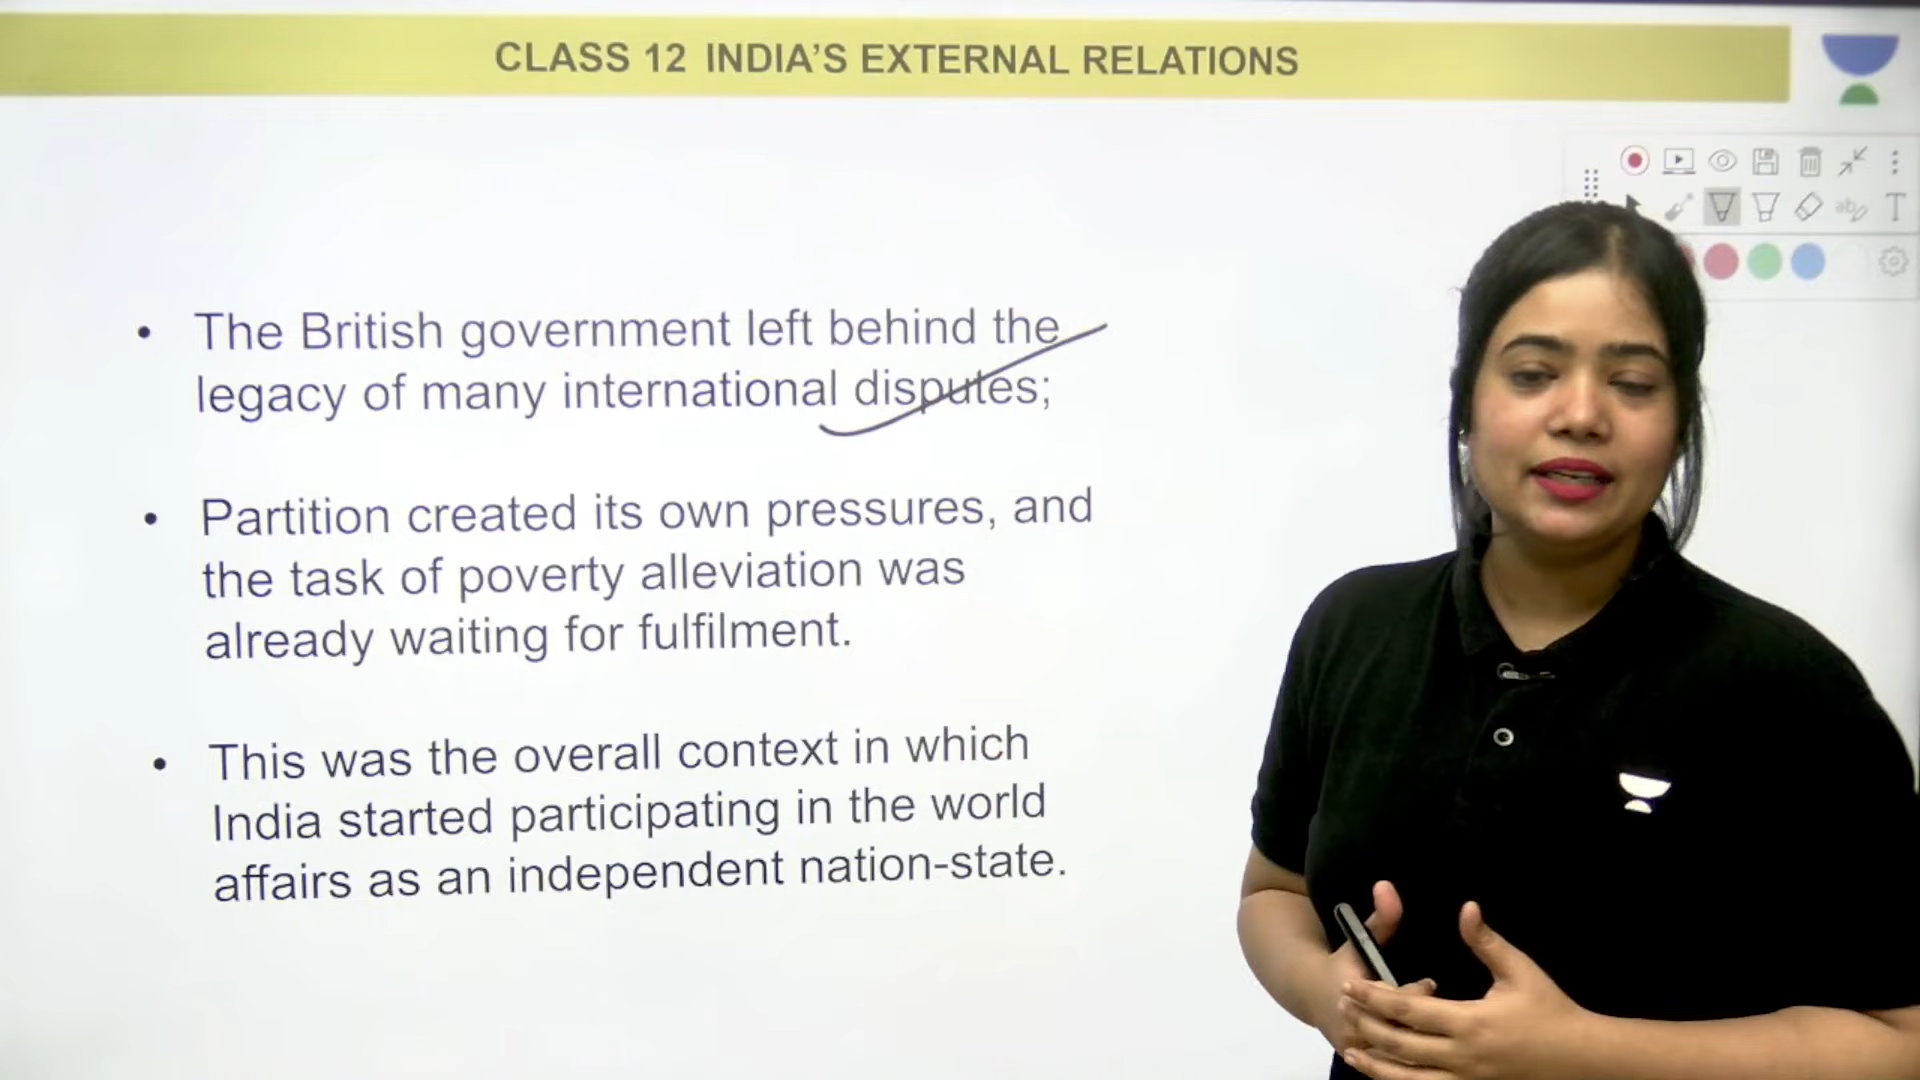 CLASS 12 INDIA'S EXTERNAL RELATIONS
• The British government left behind the
legacy of many international disputes;
• Partition created its own pressures, and
the task of poverty alleviation was
already waiting for fulfilment.
• This was the overall context in which
India started participating in the world
affairs as an independent nation-state.
ab
T